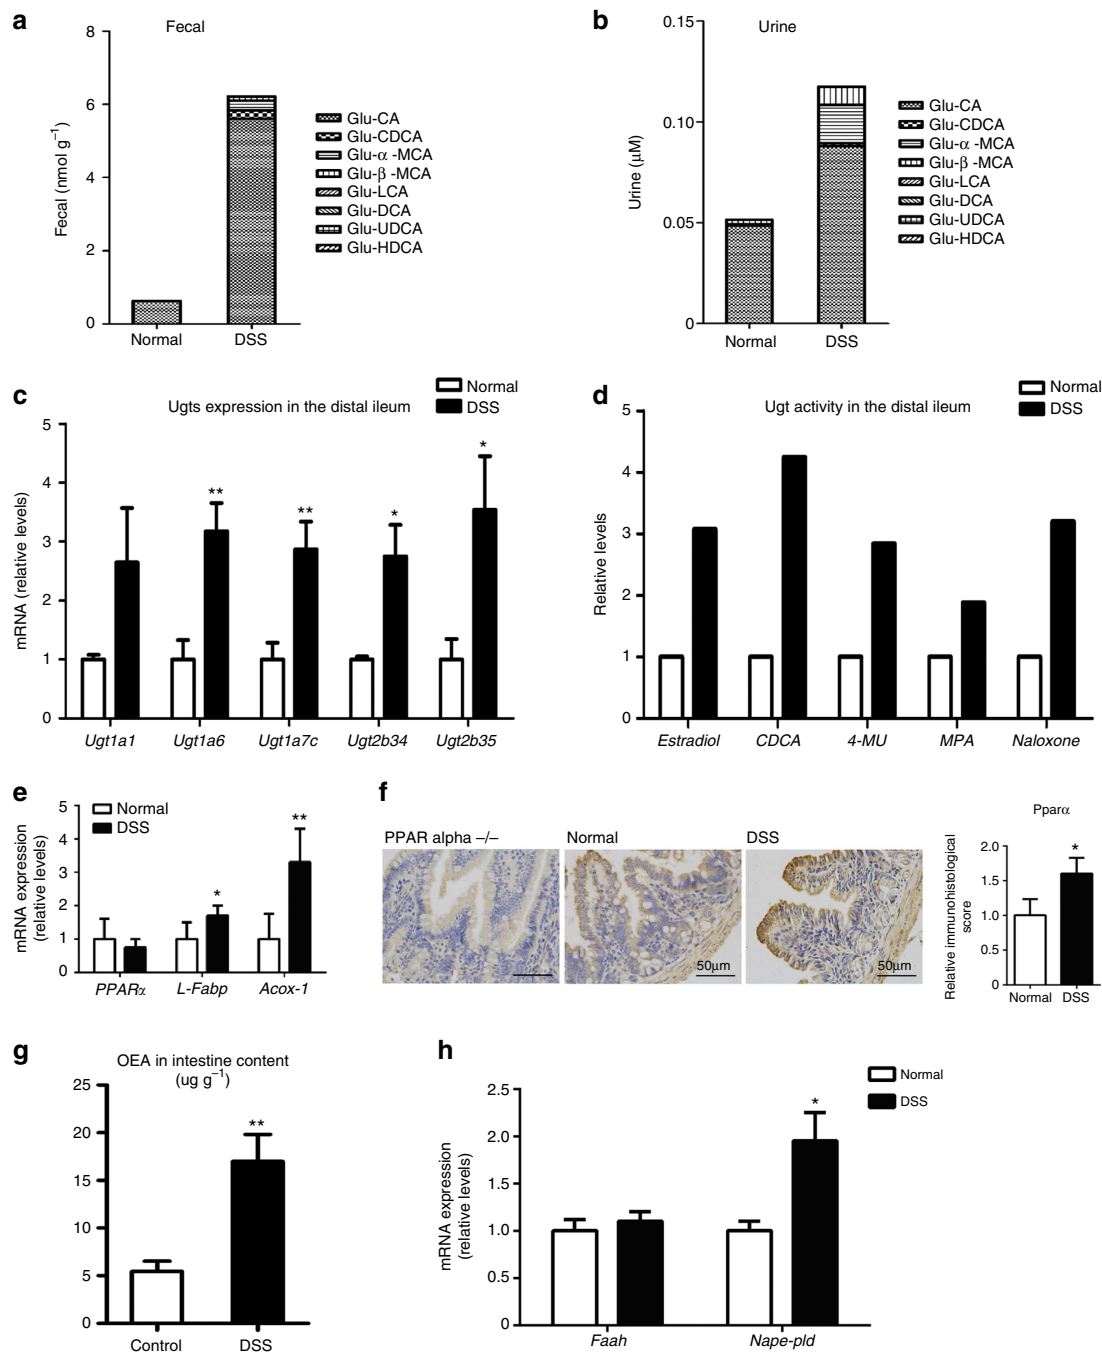 a
Fecal
8
6
4
2
0
Fecal (nmol g–1)
Normal
DSS
Glu-CA
Glu-CDCA
Glu-α -MCA
Glu-β -MCA
Glu-LCA
Glu-DCA
Glu-UDCA
Glu-HDCA
b
Urine
0.15
0.10
0.05
0
Urine (μM)
Normal
DSS
Glu-CA
Glu-CDCA
Glu-α -MCA
Glu-β -MCA
Glu-LCA
Glu-DCA
Glu-UDCA
Glu-HDCA
c
Normal
DSS
Ugts expression in the distal ileum
5
4
3
2
1
0
mRNA (relative levels)
**
**
*
*
Ugt1a1
Ugt1a6
Ugt1a7c
Ugt2b34
Ugt2b35
d
Normal
DSS
Ugt activity in the distal ileum
5
4
3
2
1
0
Relative levels
Estradiol
CDCA
4-MU
MPA
Naloxone
e
Normal
DSS
5
4
3
2
1
0
mRNA expression
(relative levels)
*
**
PPARα
L-Fabp
Acox-1
f
PPAR alpha –/–
Normal
DSS
50μm
50μm
Pparα
2.0
1.5
1.0
0.5
0
Relative immunohistological
score
*
Normal
DSS
g
OEA in intestine content
(ug g–1)
25
20
15
10
5
0
**
Control
DSS
h
Normal
DSS
2.5
2.0
1.5
1.0
0.5
0
mRNA expression
(relative levels)
*
Faah
Nape-pld